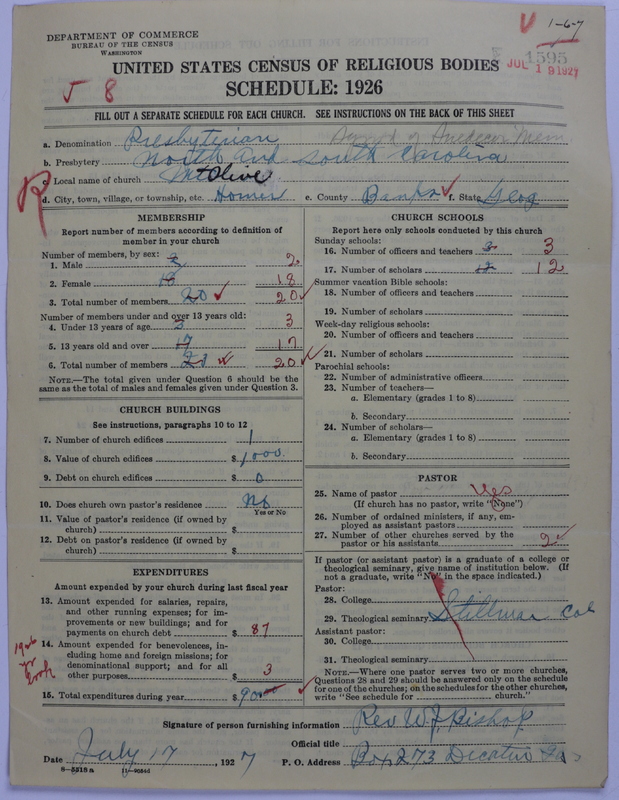 DEPARTMENT OF COMMERCE
BUREAU OF THE CENSUS
WASHINGTON
1-6-7
1595
JUL 19 1927
UNITED STATES CENSUS OF RELIGIOUS BODIES
SCHEDULE: 1926
5 8
FILL OUT A SEPARATE SCHEDULE FOR EACH CHURCH. SEE INSTRUCTIONS ON THE BACK OF THIS SHEET
a. Denomination Presbyterian
b. Presbytery North and South Carolina
c. Local name of church Mt Olive
d. City, town, village, or township, etc. Homer e. County Banks f. State Geog
MEMBERSHIP
Report number of members according to definition of
member in your church
Number of members, by sex:
1. Male 2
2. Female 18 18
3. Total number of members 20 20
Number of members under and over 13 years old:
4. Under 13 years of age 3 3
5. 13 years old and over 17 17
6. Total number of members 20
NOTE.—The total given under Question 6 should be
the same as the total of males and females given under Question 3.
CHURCH BUILDINGS
See instructions, paragraphs 10 to 12
7. Number of church edifices 1
8. Value of church edifices $1,000.
9. Debt on church edifices $ 0
10. Does church own pastor's residence No
Yes or No
11. Value of pastor's residence (if owned by
church) $
12. Debt on pastor's residence (if owned by
church) $
EXPENDITURES
Amount expended by your church during last fiscal year
13. Amount expended for salaries, repairs,
and other running expenses; for im-
provements or new buildings; and for
payments on church debt $ 87
14. Amount expended for benevolences, in-
cluding home and foreign missions; for
denominational support; and for all
other purposes 3
15. Total expenditures during year $90
CHURCH SCHOOLS
Report here only schools conducted by this church
Sunday schools:
16. Number of officers and teachers 3 3
17. Number of scholars 12 12
Summer vacation Bible schools:
18. Number of officers and teachers
19. Number of scholars
Week-day religious schools:
20. Number of officers and teachers
21. Number of scholars
Parochial schools:
22. Number of administrative officers
23. Number of teachers—
a. Elementary (grades 1 to 8)
b. Secondary
24. Number of scholars—
a. Elementary (grades 1 to 8)
b. Secondary
PASTOR
25. Name of pastor Yes
(If church has no pastor, write "None")
26. Number of ordained ministers, if any, em-
ployed as assistant pastors
27. Number of other churches served by the
pastor or his assistants 2
If pastor (or assistant pastor) is a graduate of a college or
theological seminary, give name of institution below. (If
not a graduate, write "No" in the space indicated.)
Pastor:
28. College
29. Theological seminary Stillman Col
Assistant pastor:
30. College
31. Theological seminary
NOTE.—Where one pastor serves two or more churches,
Questions 28 and 29 should be answered only on the schedule
for one of the churches; on the schedules for the other churches,
write "See schedule for church."
Signature of person furnishing information Rev W. J. Bishop
Official title
Date July 17, 1927 P. O. Address Box 273 Decatur Ga
8-5518a